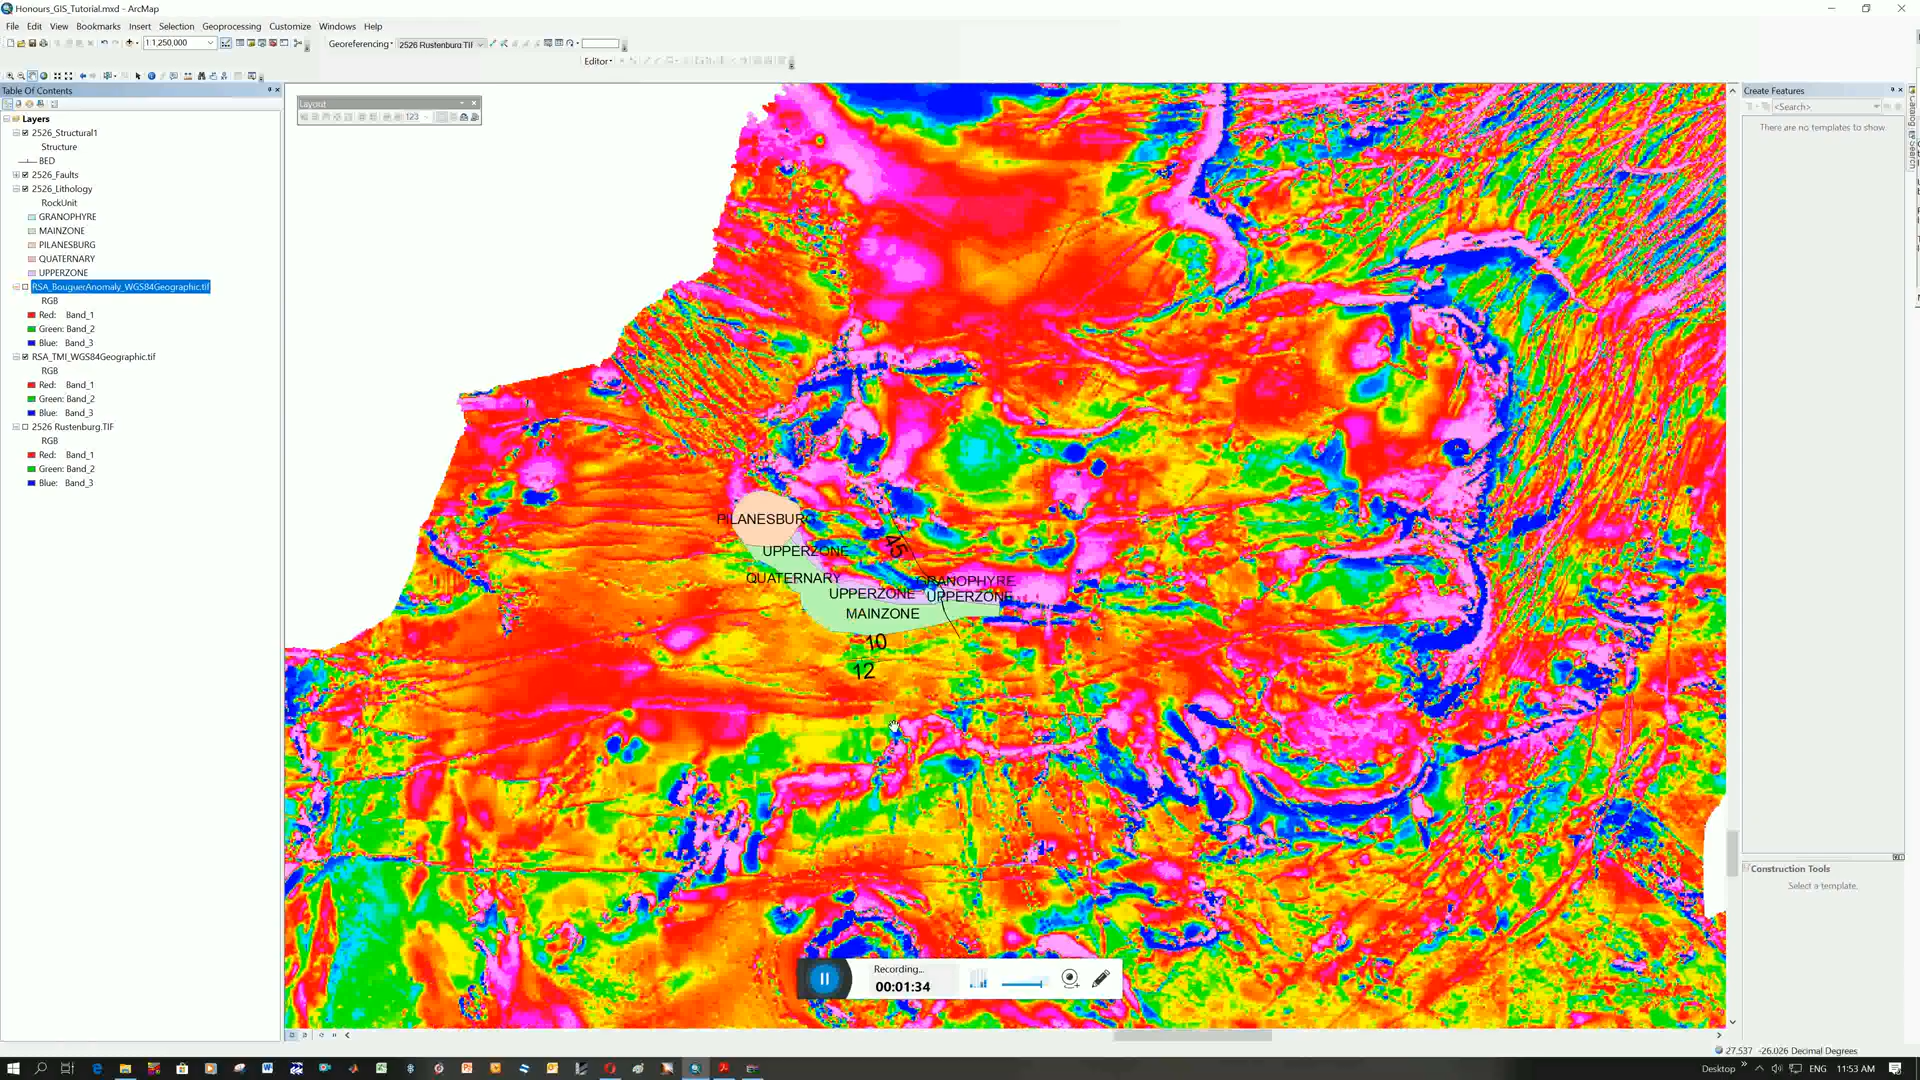 Honours_GIS_Tutorial.mxd - ArcMap
File Edit View Bookmarks Insert Selection Geoprocessing Customize Windows Help
1:1,250,000
Georeferencing
2526 Rustenburg.TIF
Editor
Table Of Contents
Layers
2526_Structural1
Structure
BED
2526_Faults
2526_Lithology
RockUnit
GRANOPHYRE
MAINZONE
PILANESBURG
QUATERNARY
UPPERZONE
RSA_BouguerAnomaly_WGS84Geographic.tif
RGB
Red: Band_1
Green: Band_2
Blue: Band_3
RSA_TMI_WGS84Geographic.tif
RGB
Red: Band_1
Green: Band_2
Blue: Band_3
2526 Rustenburg.TIF
RGB
Red: Band_1
Green: Band_2
Blue: Band_3
Layout
123
PILANESBURG
45
UPPERZONE
QUATERNARY
GRANOPHYRE
UPPERZONE
UPPERZONE
MAINZONE
10
12
Recording...
00:01:34
Create Features
<Search>
There are no templates to show
Construction Tools
Select a template.
Catalog
Search
27.537 -26.026 Decimal Degrees
Desktop
ENG
11:53 AM